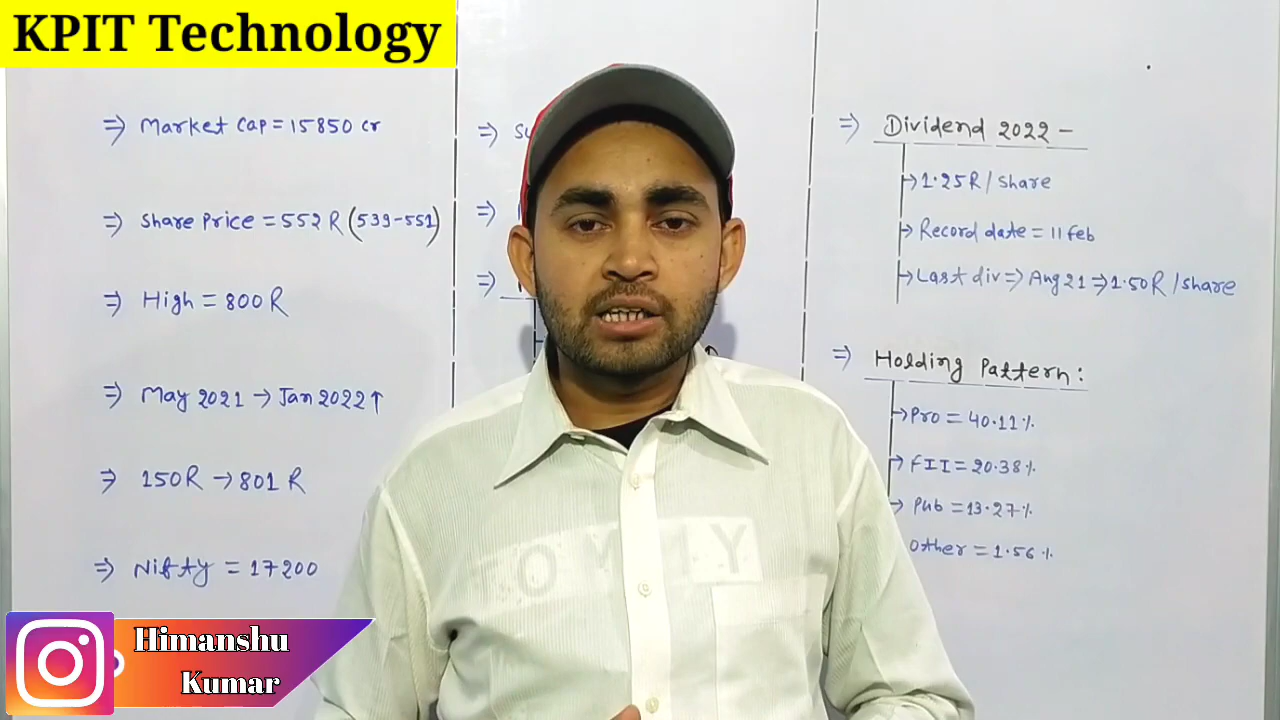 KPIT Technology
⇒ Market Cap = 15850 Cr
⇒ Share Price = 552 R (539-551)
⇒ High = 800 R
⇒ May 2021 → Jan 2022 ↑
⇒ 150 R → 801 R
⇒ Nifty = 17200
⇒
⇒
⇒
⇒ Dividend 2022 -
→ 1.25 R / Share
→ Record date = 11 feb
→ Last div ⇒ Aug 21 ⇒ 1.50 R / share
⇒ Holding Pattern:
→ Pro = 40.11%
→ FII = 20.38%
→ Pub = 13.27%
Other = 1.56%
Himanshu
Kumar